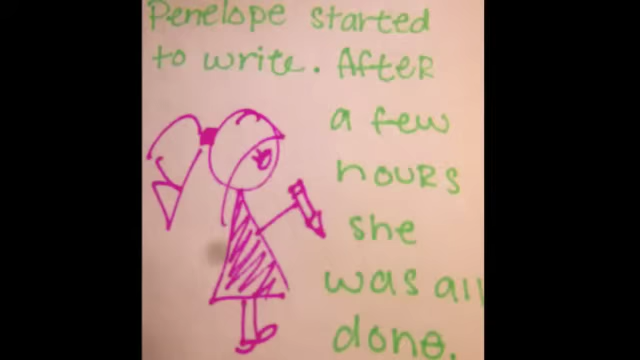 Penelope started
to write. After
a few
hours
she
was all
done.